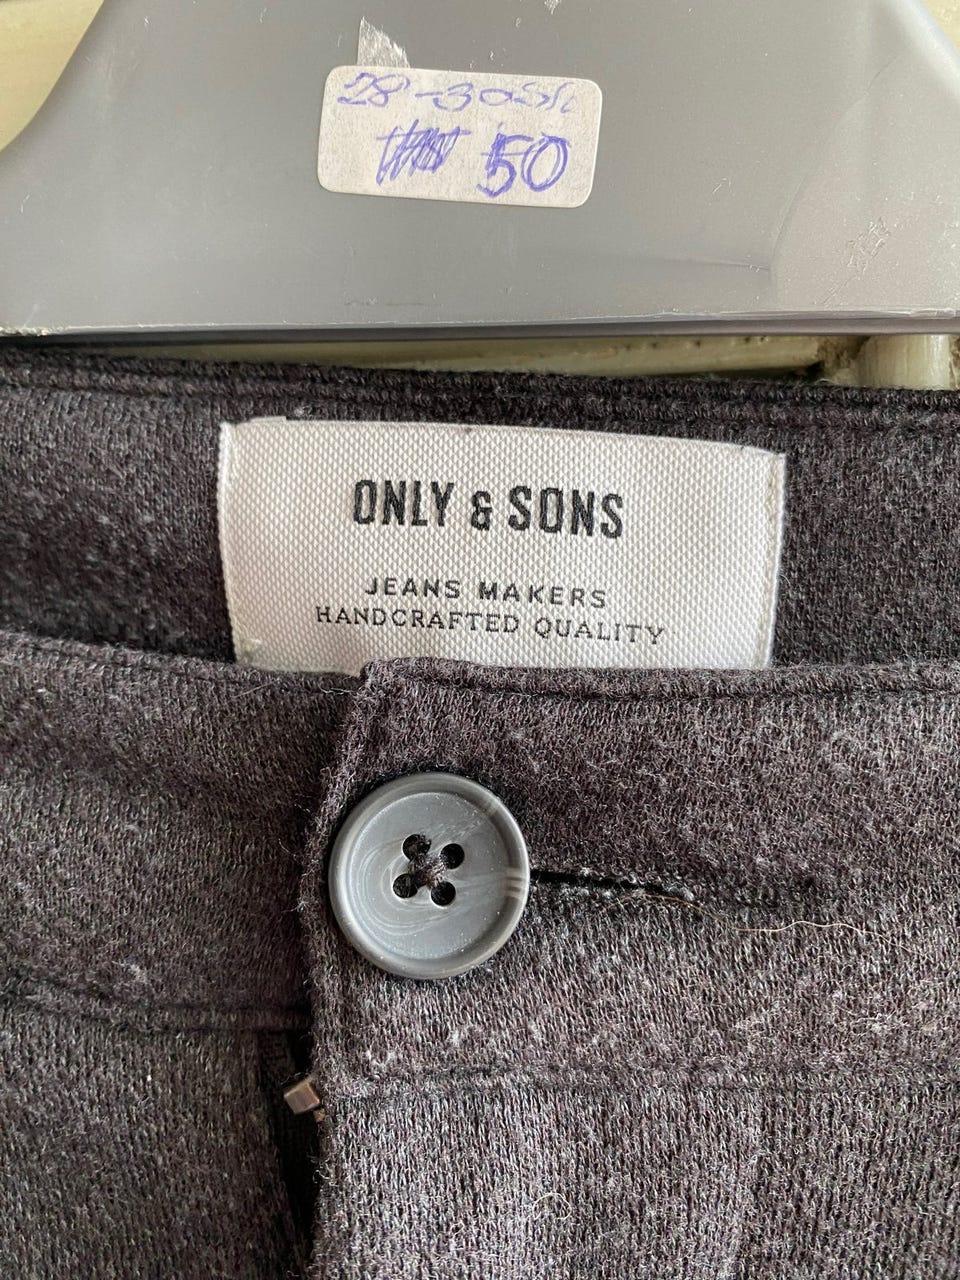 28-30
50
ONLY & SONS
JEANS MAKERS
HANDCRAFTED QUALITY